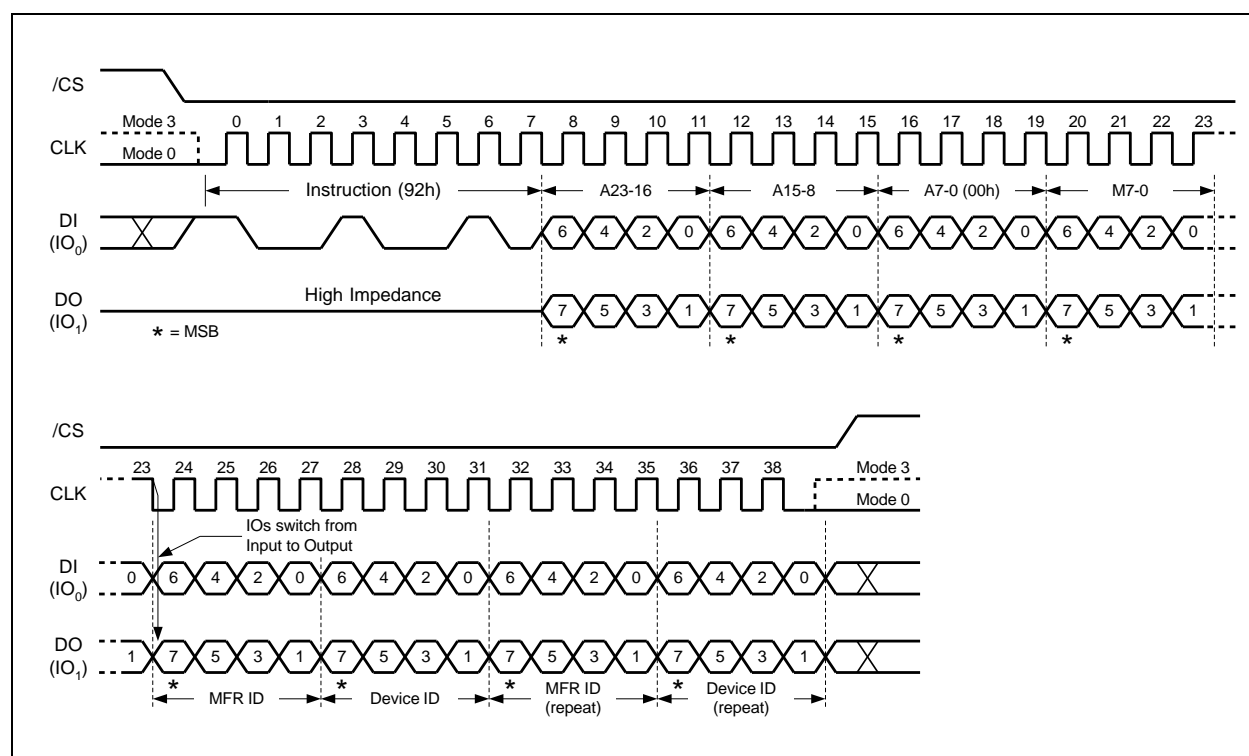 /CS
Mode 3 0 1 2 3 4 5 6 7 8 9 10 11 12 13 14 15 16 17 18 19 20 21 22 23
CLK
Mode 0
Instruction (92h) A23-16 A15-8 A7-0 (00h) M7-0
DI
(IO0)
6 4 2 0 6 4 2 0 6 4 2 0 6 4 2 0
High Impedance
DO
(IO1)
7 5 3 1 7 5 3 1 7 5 3 1 7 5 3 1
* = MSB
* * * *
/CS
23 24 25 26 27 28 29 30 31 32 33 34 35 36 37 38 Mode 3
CLK
Mode 0
IOs switch from
Input to Output
DI
(IO0)
0 6 4 2 0 6 4 2 0 6 4 2 0 6 4 2 0
DO
(IO1)
1 7 5 3 1 7 5 3 1 7 5 3 1 7 5 3 1
* * * *
MFR ID Device ID MFR ID
(repeat)
Device ID
(repeat)